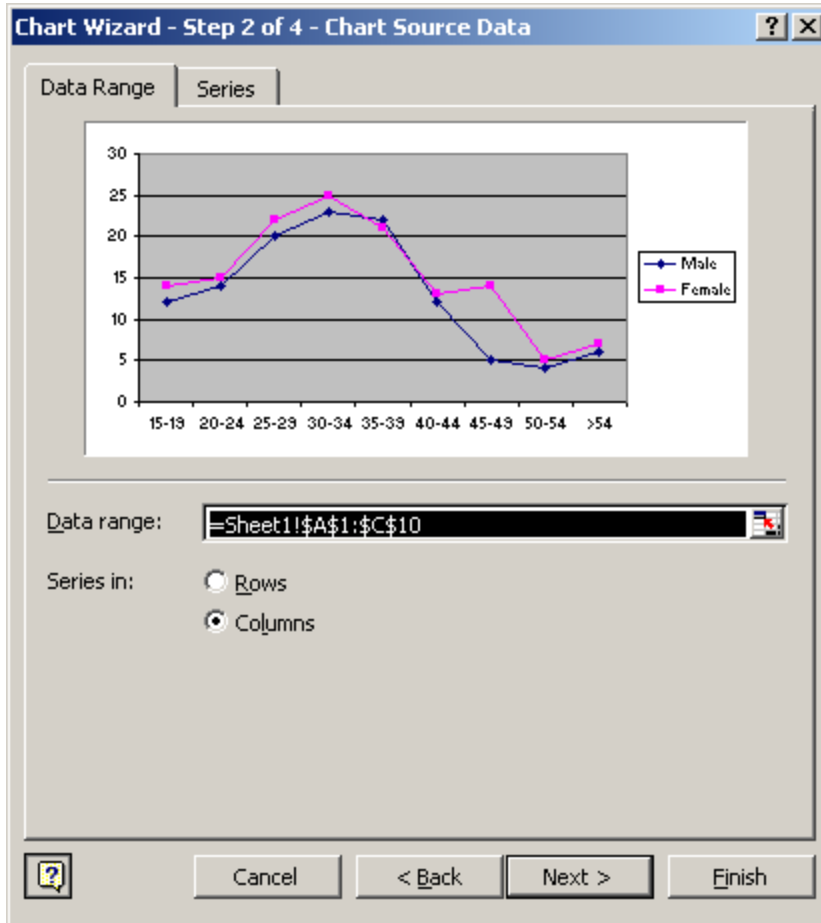 Chart Wizard - Step 2 of 4 - Chart Source Data
Data Range Series
30
25
20
15
10
5
0
15-19 20-24 25-29 30-34 35-39 40-44 45-49 50-54 >54
Male
Female
Data range: =Sheet1!$A$1:$C$10
Series in: Rows
Columns
Cancel < Back Next > Finish